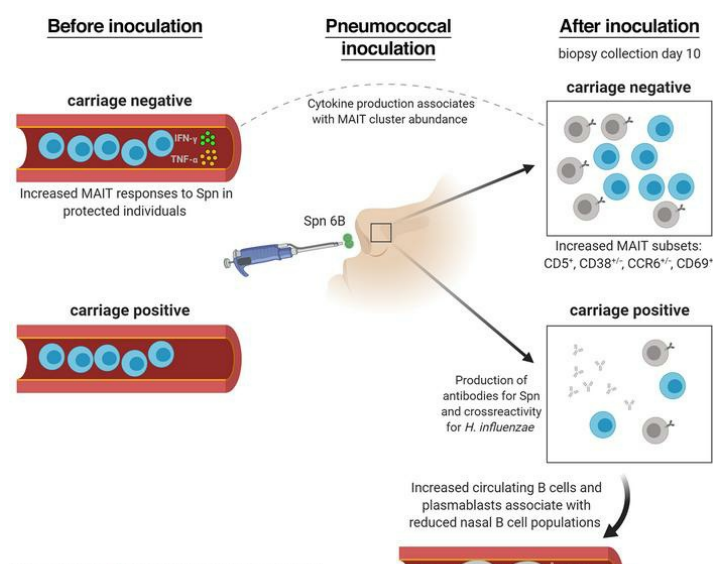 Before inoculation
Pneumococcal
inoculation
After inoculation
biopsy collection day 10
carriage negative
IFN-γ
TNF-α
Increased MAIT responses to Spn in
protected individuals
Cytokine production associates
with MAIT cluster abundance
carriage negative
Spn 6B
Increased MAIT subsets:
CD5⁺, CD38⁺/⁻, CCR6⁺/⁻, CD69⁺
carriage positive
carriage positive
Production of
antibodies for Spn
and crossreactivity
for H. influenzae
Increased circulating B cells and
plasmablasts associate with
reduced nasal B cell populations